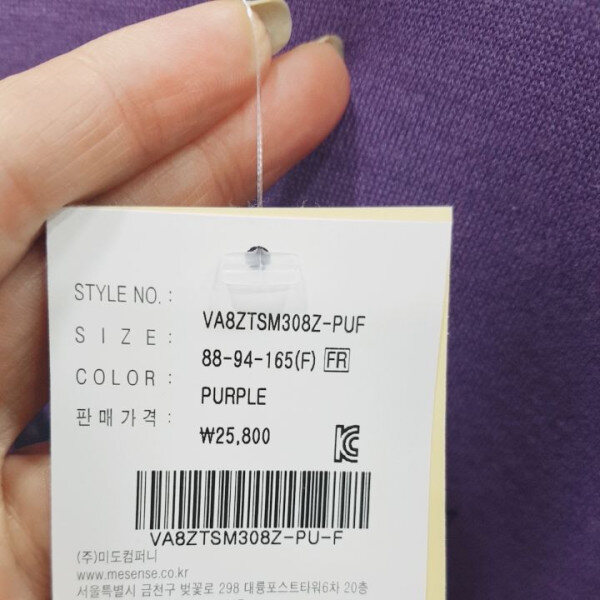 STYLE NO. : VA8ZTSM308Z-PUF
SIZE : 88-94-165(F) FR
COLOR : PURPLE
판매가격 : ₩25,800
KC
VA8ZTSM308Z-PU-F
(주)미도컴퍼니
www.mesense.co.kr
서울특별시 금천구 벚꽃로 298 대륭포스트타워6차 20층